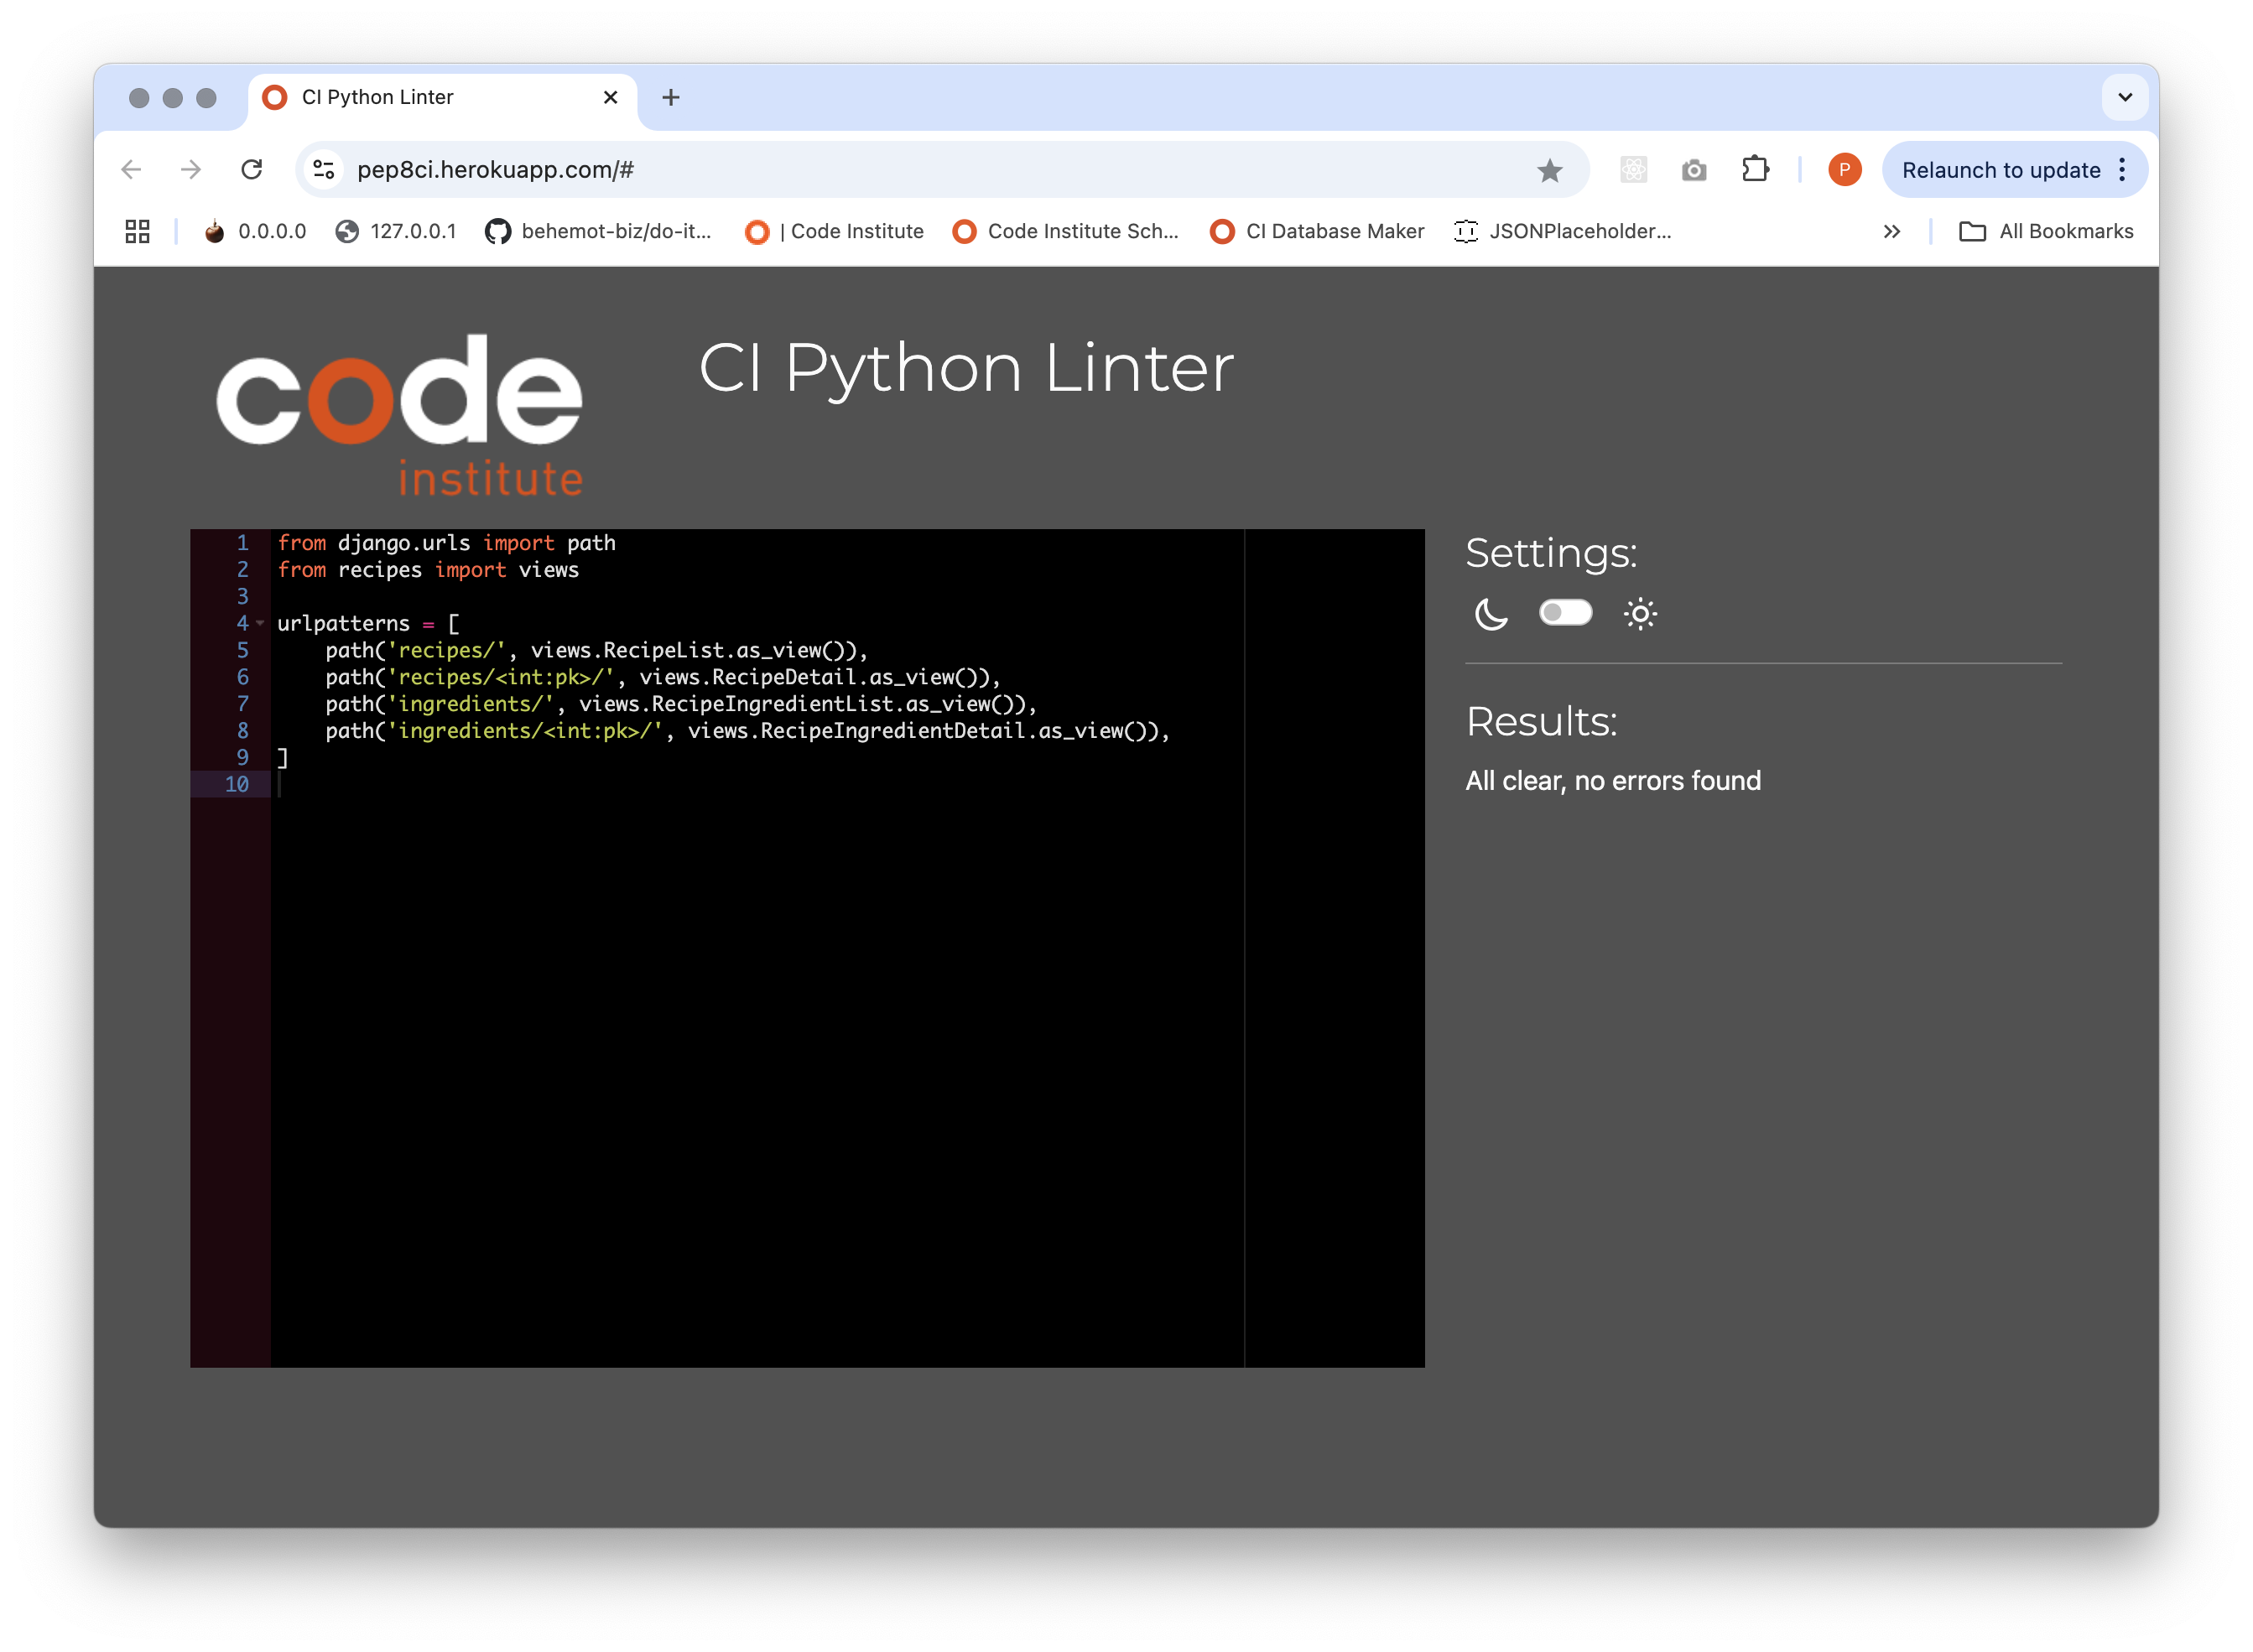 CI Python Linter
pep8ci.herokuapp.com/#
P
Relaunch to update
0.0.0.0
127.0.0.1
behemot-biz/do-it...
| Code Institute
Code Institute Sch...
CI Database Maker
JSONPlaceholder...
All Bookmarks
code
institute
CI Python Linter
1 from django.urls import path
2 from recipes import views
3
4 urlpatterns = [
5     path('recipes/', views.RecipeList.as_view()),
6     path('recipes/<int:pk>/', views.RecipeDetail.as_view()),
7     path('ingredients/', views.RecipeIngredientList.as_view()),
8     path('ingredients/<int:pk>/', views.RecipeIngredientDetail.as_view()),
9 ]
10
Settings:
Results:
All clear, no errors found